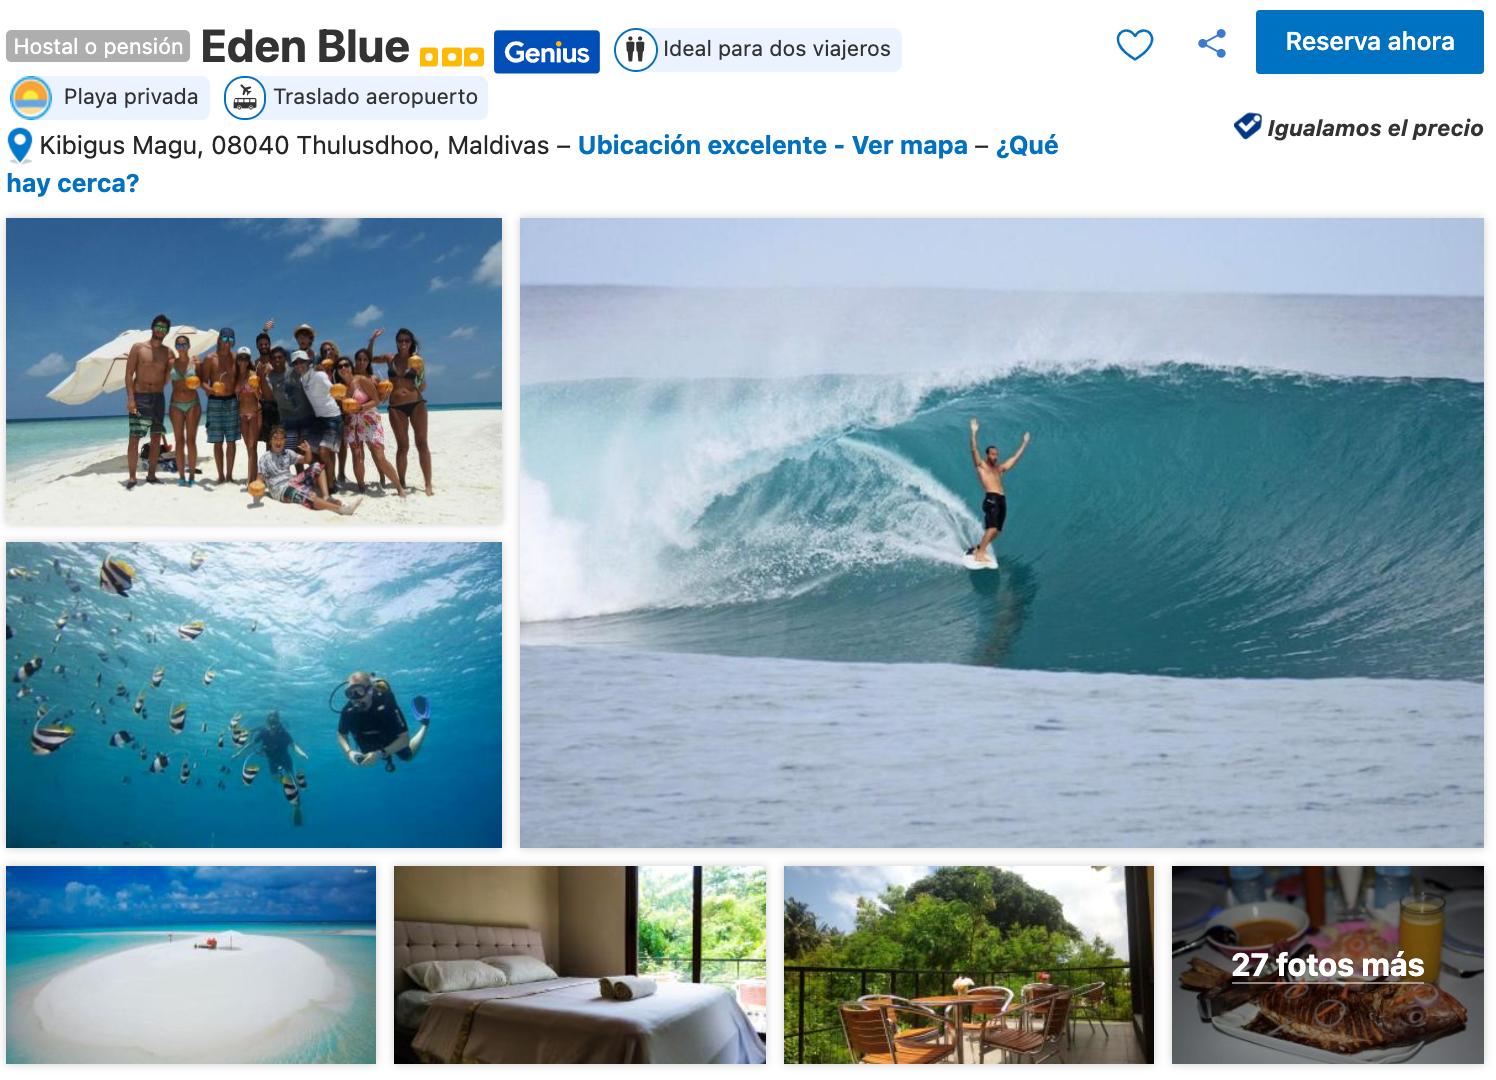 Hostal o pensión Eden Blue Genius Ideal para dos viajeros
Reserva ahora
Playa privada Traslado aeropuerto
Igualamos el precio
Kibigus Magu, 08040 Thulusdhoo, Maldivas – Ubicación excelente - Ver mapa – ¿Qué
hay cerca?
27 fotos más